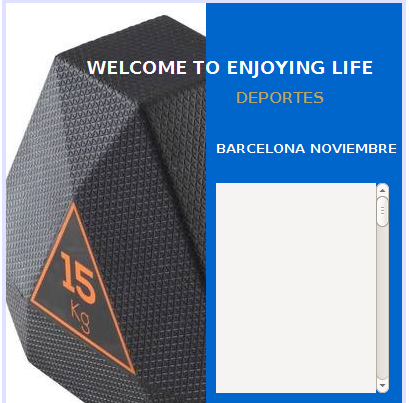 WELCOME TO ENJOYING LIFE
DEPORTES
BARCELONA NOVIEMBRE
15
Kg